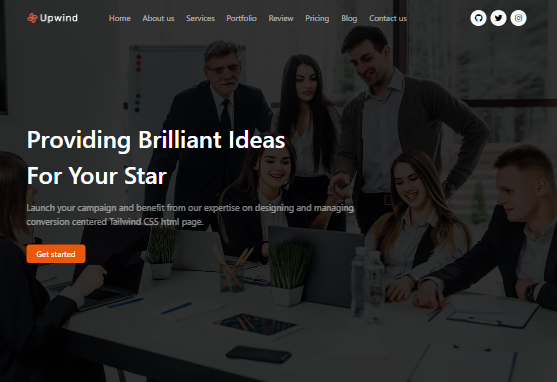 Upwind
Home About us Services Portfolio Review Pricing Blog Contact us
Providing Brilliant Ideas
For Your Star
Launch your campaign and benefit from our expertise on designing and managing
conversion centered Tailwind CSS html page.
Get started